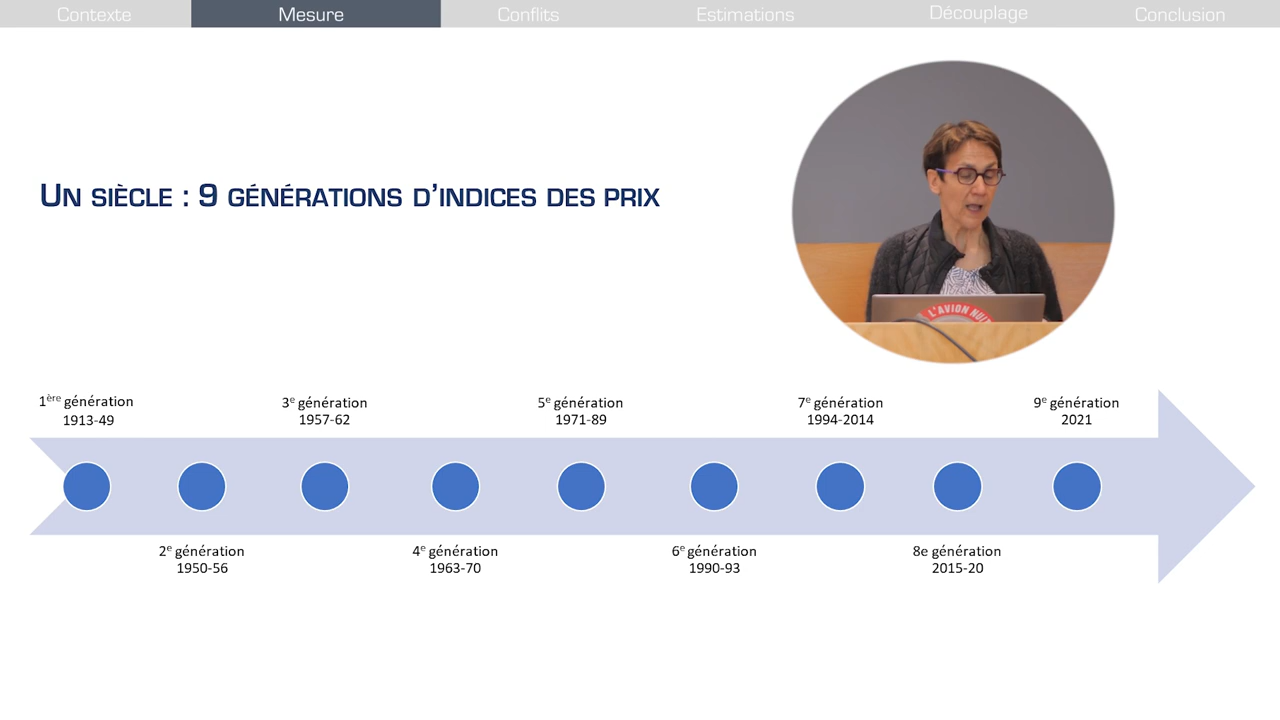 Contexte
Mesure
Conflits
Estimations
Découplage
Conclusion
Un siècle : 9 générations d’indices des prix
L'AVION NUIT
1ère génération
1913-49
3e génération
1957-62
5e génération
1971-89
7e génération
1994-2014
9e génération
2021
2e génération
1950-56
4e génération
1963-70
6e génération
1990-93
8e génération
2015-20